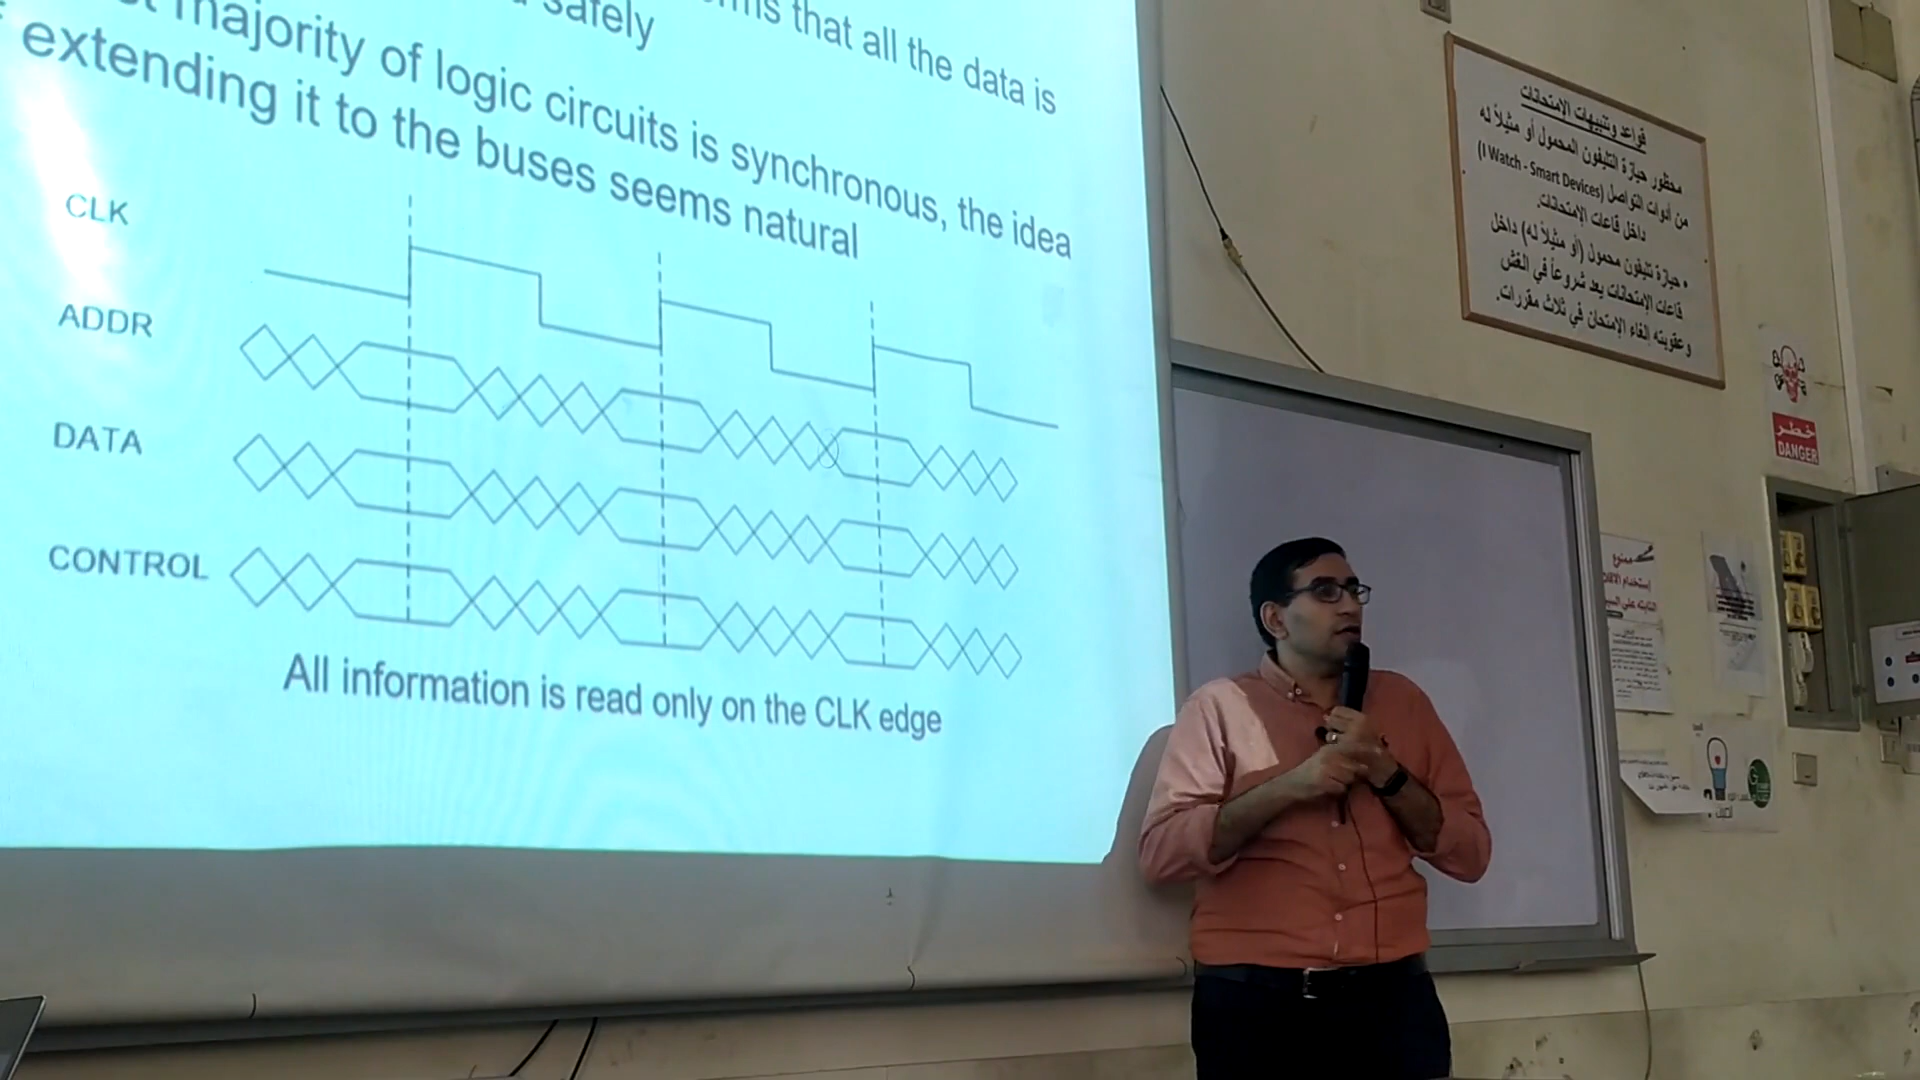 safely
that all the data is
majority of logic circuits is synchronous, the idea
extending it to the buses seems natural
CLK
ADDR
DATA
CONTROL
All information is read only on the CLK edge
قواعد وتنبيهات الإمتحانات
محظور حيازة التليفون المحمول أو مثيلاً له
من أدوات التواصل (I Watch - Smart Devices)
داخل قاعات الإمتحانات.
• حيازة تليفون محمول (أو مثيلاً له) داخل
قاعات الإمتحانات يعد شروعاً في الغش
وعقوبته إلغاء الإمتحان في ثلاث مقررات.
خطر
DANGER
ممنوع
إستخدام